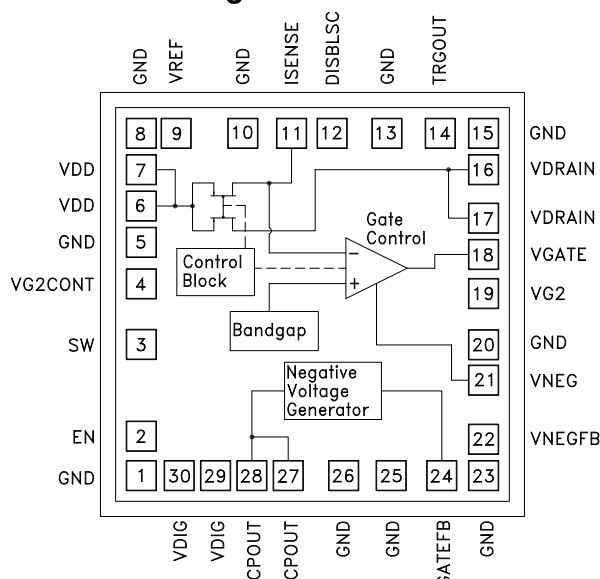 g
GND
VREF
GND
ISENSE
DISBLSC
GND
TRGOUT
8
9
10
11
12
13
14
15
GND
VDD
7
16
VDRAIN
VDD
6
17
VDRAIN
GND
5
Gate
Control
18
VGATE
VG2CONT
4
Control
Block
−
+
19
VG2
Bandgap
SW
3
20
GND
Negative
Voltage
Generator
21
VNEG
EN
2
22
VNEGFB
GND
1
30
29
28
27
26
25
24
23
VDIG
VDIG
CPOUT
CPOUT
GND
GND
GATEFB
GND